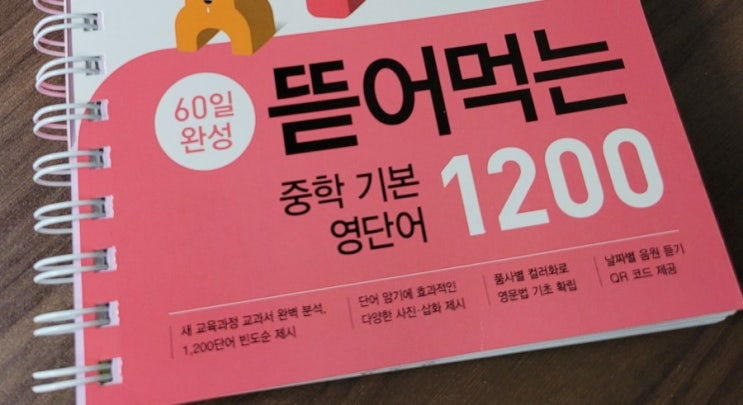 60일
완성
뜯어먹는
중학 기본
영단어
1200
새 교육과정 교과서 완벽 분석,
1,200단어 빈도순 제시
단어 암기에 효과적인
다양한 사진·삽화 제시
품사별 컬러화로
영문법 기초 확립
날짜별 음원 듣기
QR 코드 제공